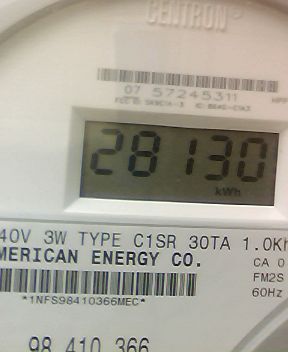 CENTRON®
07 57245311
28130
kWh
40V 3W TYPE C1SR 30TA 1.0Kh
MERICAN ENERGY CO.
CA 0
FM2S
60Hz
*1NFS98410366MEC*
98 410 366